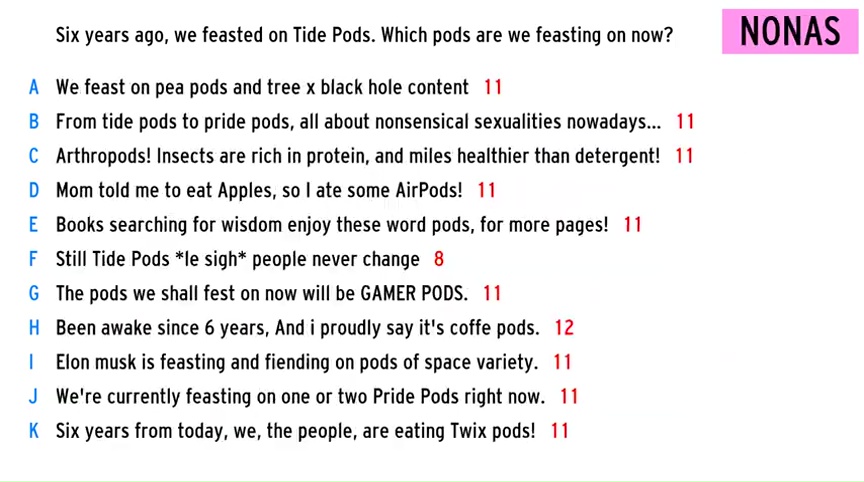 Six years ago, we feasted on Tide Pods. Which pods are we feasting on now?
NONAS
A We feast on pea pods and tree x black hole content 11
B From tide pods to pride pods, all about nonsensical sexualities nowadays... 11
C Arthropods! Insects are rich in protein, and miles healthier than detergent! 11
D Mom told me to eat Apples, so I ate some AirPods! 11
E Books searching for wisdom enjoy these word pods, for more pages! 11
F Still Tide Pods *le sigh* people never change 8
G The pods we shall fest on now will be GAMER PODS. 11
H Been awake since 6 years, And i proudly say it's coffe pods. 12
I Elon musk is feasting and fiending on pods of space variety. 11
J We're currently feasting on one or two Pride Pods right now. 11
K Six years from today, we, the people, are eating Twix pods! 11